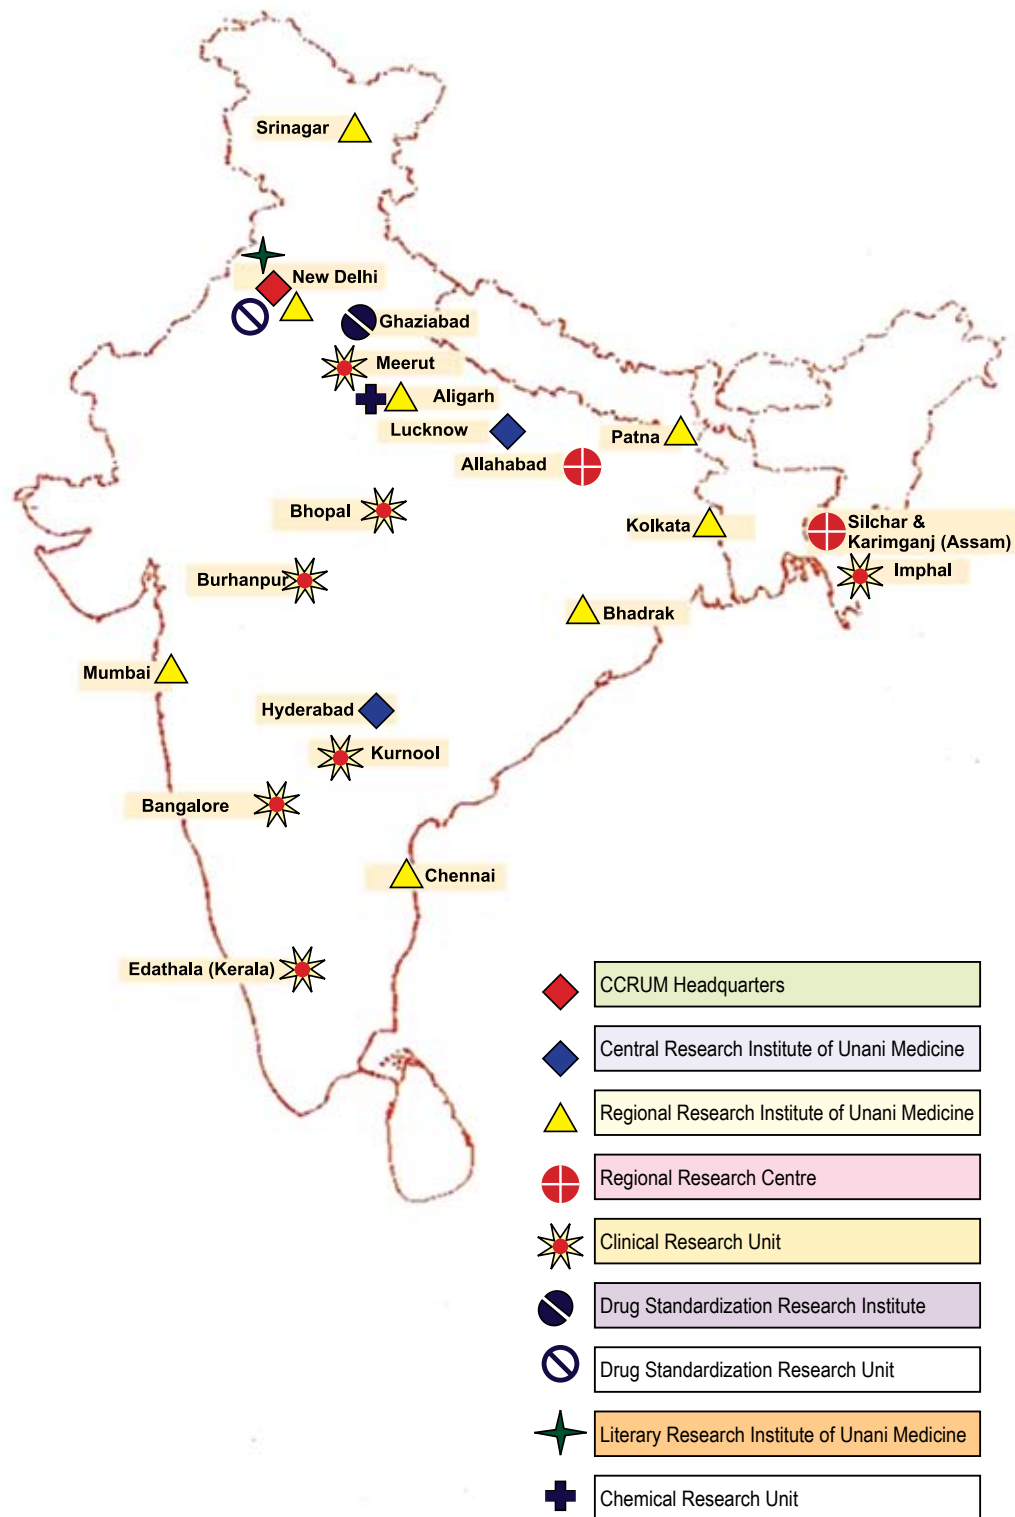 Srinagar
New Delhi
Ghaziabad
Meerut
Aligarh
Lucknow
Patna
Allahabad
Bhopal
Kolkata
Silchar &
Karimganj (Assam)
Imphal
Burhanpur
Bhadrak
Mumbai
Hyderabad
Kurnool
Bangalore
Chennai
Edathala (Kerala)
CCRUM Headquarters
Central Research Institute of Unani Medicine
Regional Research Institute of Unani Medicine
Regional Research Centre
Clinical Research Unit
Drug Standardization Research Institute
Drug Standardization Research Unit
Literary Research Institute of Unani Medicine
Chemical Research Unit